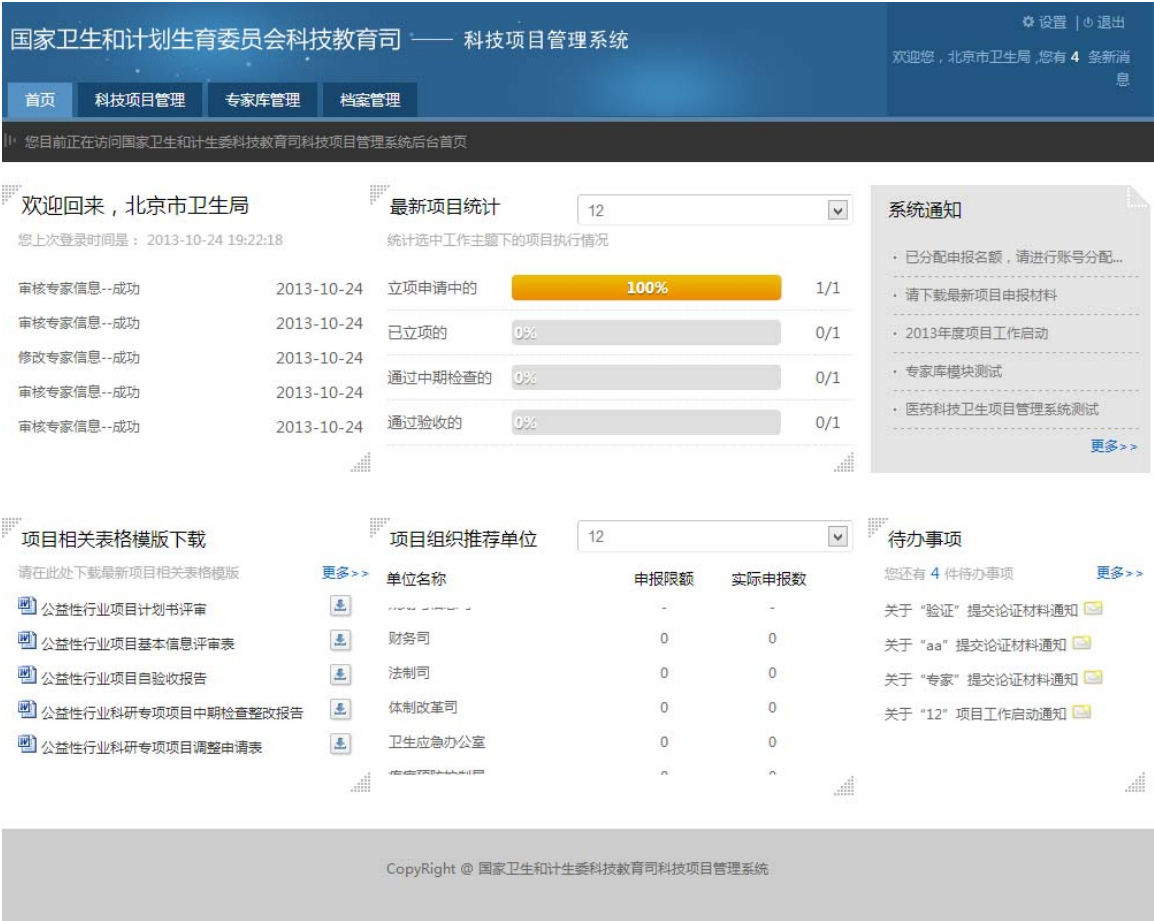 国家卫生和计划生育委员会科技教育司 —— 科技项目管理系统
设置 | 退出
欢迎您，北京市卫生局 ,您有 4 条新消
息
首页 科技项目管理 专家库管理 档案管理
您目前正在访问国家卫生和计生委科技教育司科技项目管理系统后台首页
欢迎回来，北京市卫生局
您上次登录时间是： 2013-10-24 19:22:18
审核专家信息--成功 2013-10-24
审核专家信息--成功 2013-10-24
修改专家信息--成功 2013-10-24
审核专家信息--成功 2013-10-24
审核专家信息--成功 2013-10-24
最新项目统计 12
统计选中工作主题下的项目执行情况
立项申请中的 100% 1/1
已立项的 0% 0/1
通过中期检查的 0% 0/1
通过验收的 0% 0/1
系统通知
· 已分配申报名额，请进行账号分配...
· 请下载最新项目申报材料
· 2013年度项目工作启动
· 专家库模块测试
· 医药科技卫生项目管理系统测试
更多>>
项目相关表格模版下载
请在此处下载最新项目相关表格模版 更多>>
公益性行业项目计划书评审
公益性行业项目基本信息评审表
公益性行业项目自验收报告
公益性行业科研专项项目中期检查整改报告
公益性行业科研专项项目调整申请表
项目组织推荐单位 12
单位名称 申报限额 实际申报数
财务司 0 0
法制司 0 0
体制改革司 0 0
卫生应急办公室 0 0
待办事项
您还有 4 件待办事项 更多>>
关于“验证”提交论证材料通知
关于“aa”提交论证材料通知
关于“专家”提交论证材料通知
关于“12”项目工作启动通知
CopyRight @ 国家卫生和计生委科技教育司科技项目管理系统